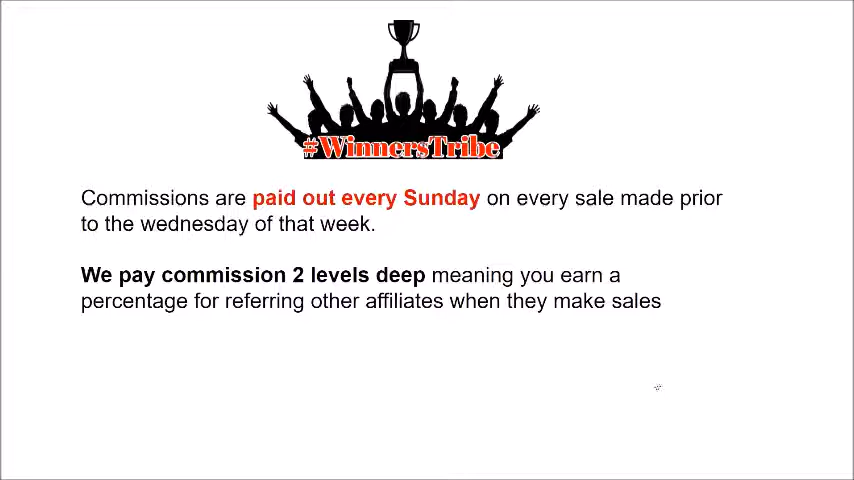 #WinnersTribe
Commissions are paid out every Sunday on every sale made prior
to the wednesday of that week.
We pay commission 2 levels deep meaning you earn a
percentage for referring other affiliates when they make sales